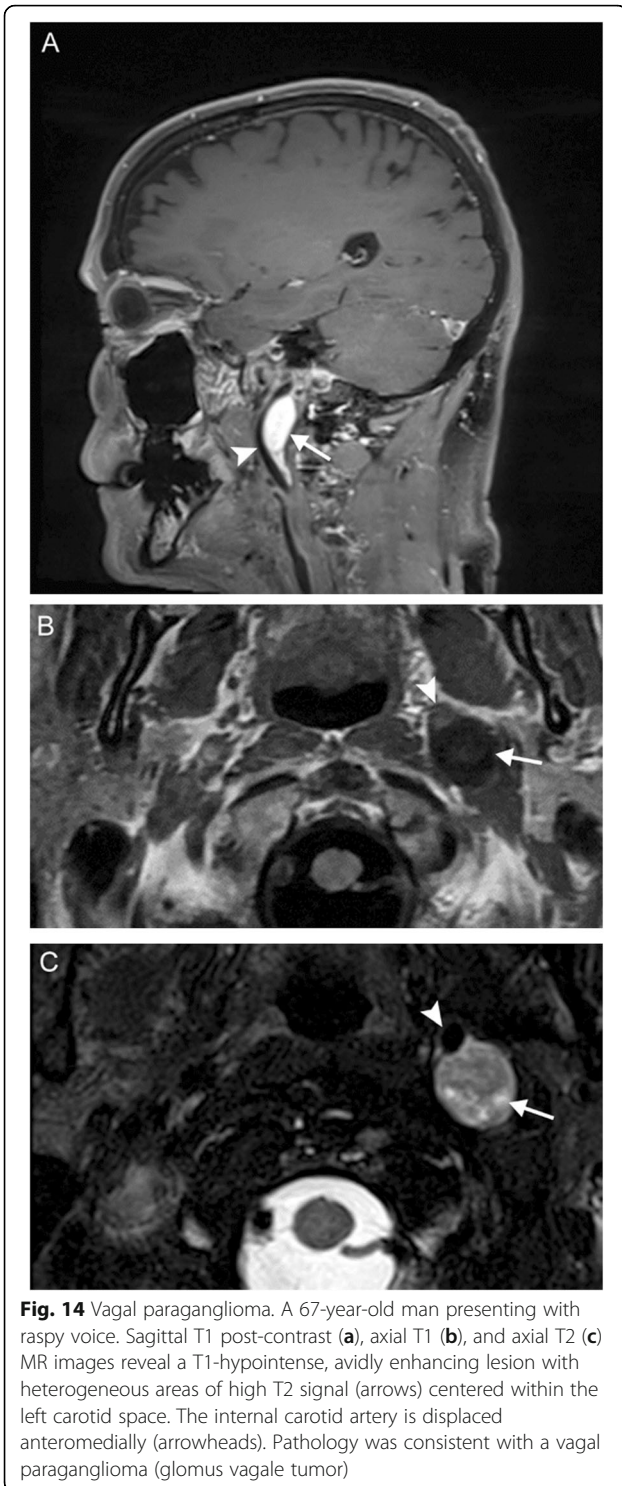 A
B
C
Fig. 14 Vagal paraganglioma. A 67-year-old man presenting with
raspy voice. Sagittal T1 post-contrast (a), axial T1 (b), and axial T2 (c)
MR images reveal a T1-hypointense, avidly enhancing lesion with
heterogeneous areas of high T2 signal (arrows) centered within the
left carotid space. The internal carotid artery is displaced
anteromedially (arrowheads). Pathology was consistent with a vagal
paraganglioma (glomus vagale tumor)